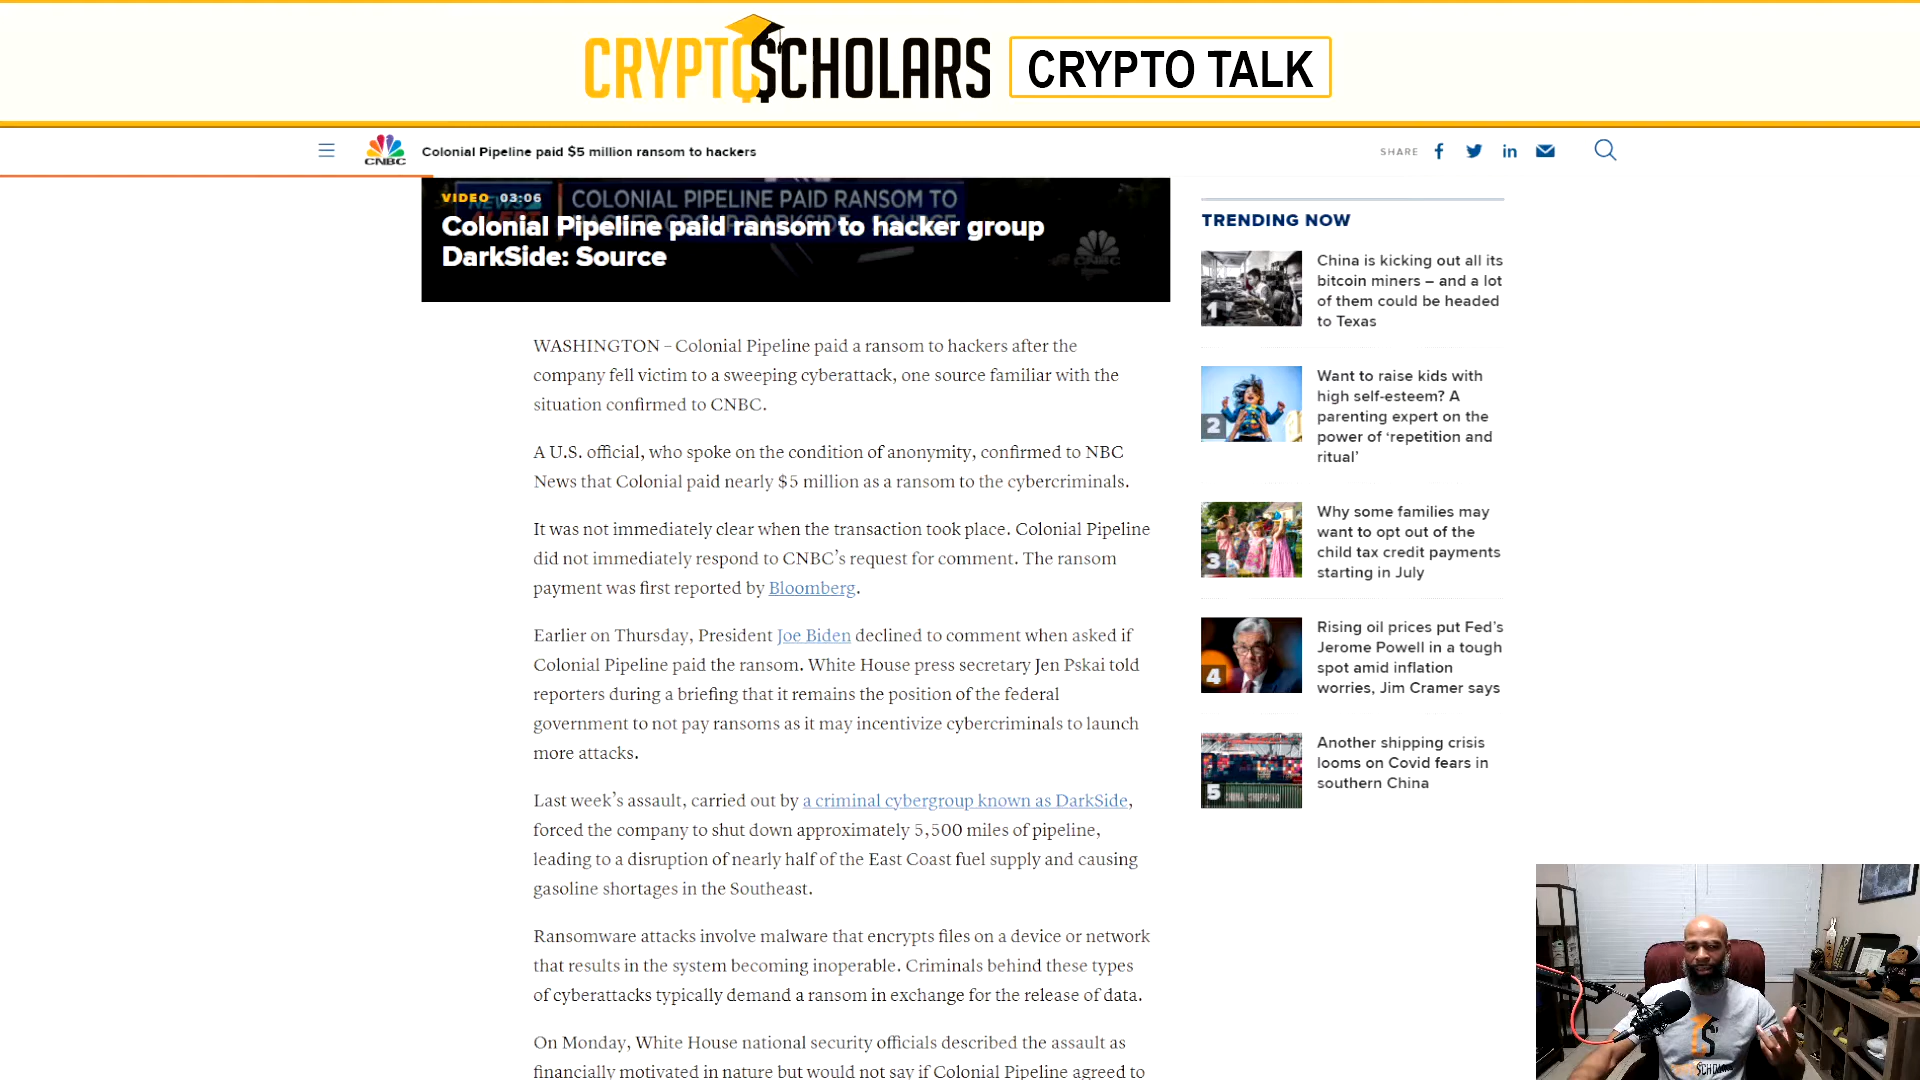 CRYPTO$CHOLARS CRYPTO TALK
CNBC Colonial Pipeline paid $5 million ransom to hackers SHARE
VIDEO 03:06
COLONIAL PIPELINE PAID RANSOM TO
Colonial Pipeline paid ransom to hacker group
DarkSide: Source
CNBC
WASHINGTON – Colonial Pipeline paid a ransom to hackers after the
company fell victim to a sweeping cyberattack, one source familiar with the
situation confirmed to CNBC.
A U.S. official, who spoke on the condition of anonymity, confirmed to NBC
News that Colonial paid nearly $5 million as a ransom to the cybercriminals.
It was not immediately clear when the transaction took place. Colonial Pipeline
did not immediately respond to CNBC’s request for comment. The ransom
payment was first reported by Bloomberg.
Earlier on Thursday, President Joe Biden declined to comment when asked if
Colonial Pipeline paid the ransom. White House press secretary Jen Pskai told
reporters during a briefing that it remains the position of the federal
government to not pay ransoms as it may incentivize cybercriminals to launch
more attacks.
Last week’s assault, carried out by a criminal cybergroup known as DarkSide,
forced the company to shut down approximately 5,500 miles of pipeline,
leading to a disruption of nearly half of the East Coast fuel supply and causing
gasoline shortages in the Southeast.
Ransomware attacks involve malware that encrypts files on a device or network
that results in the system becoming inoperable. Criminals behind these types
of cyberattacks typically demand a ransom in exchange for the release of data.
On Monday, White House national security officials described the assault as
financially motivated in nature but would not say if Colonial Pipeline agreed to
TRENDING NOW
1
China is kicking out all its
bitcoin miners – and a lot
of them could be headed
to Texas
2
Want to raise kids with
high self-esteem? A
parenting expert on the
power of ‘repetition and
ritual’
3
Why some families may
want to opt out of the
child tax credit payments
starting in July
4
Rising oil prices put Fed’s
Jerome Powell in a tough
spot amid inflation
worries, Jim Cramer says
5
Another shipping crisis
looms on Covid fears in
southern China